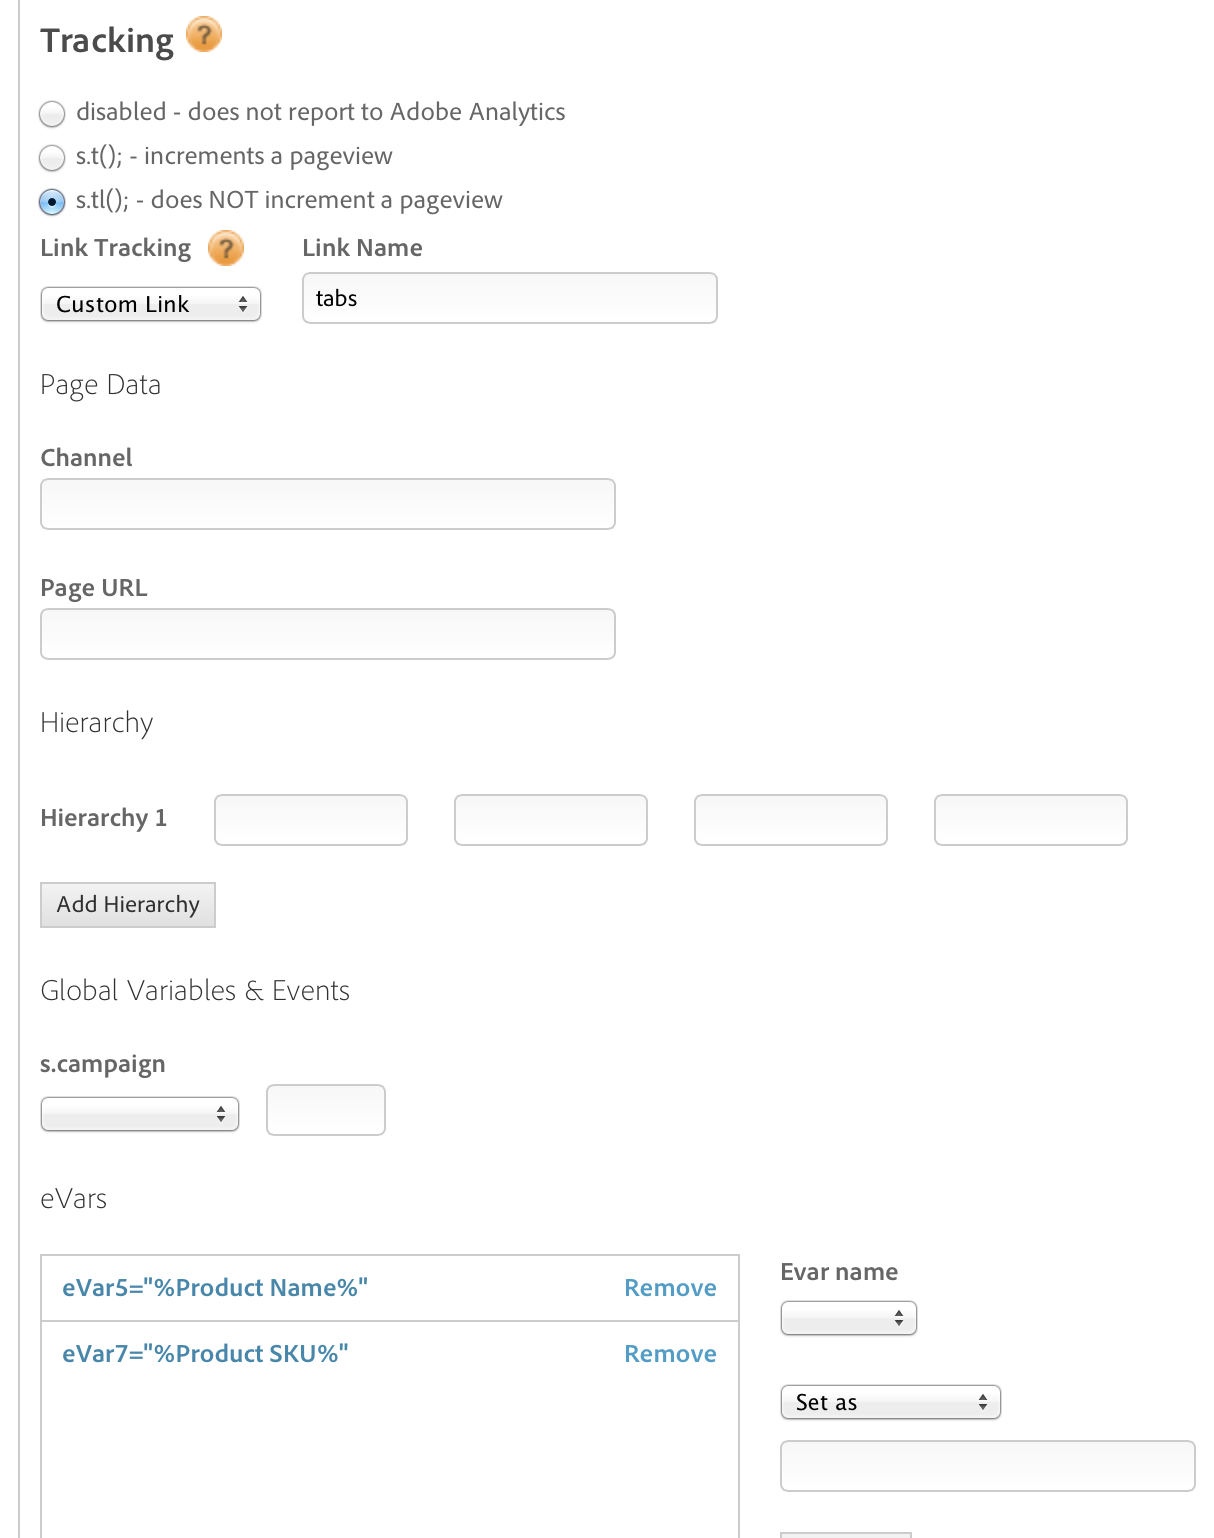 Tracking ?
disabled - does not report to Adobe Analytics
s.t(); - increments a pageview
s.tl(); - does NOT increment a pageview
Link Tracking ? Link Name
Custom Link tabs
Page Data
Channel
Page URL
Hierarchy
Hierarchy 1
Add Hierarchy
Global Variables & Events
s.campaign
eVars
eVar5="%Product Name%" Remove
Evar name
eVar7="%Product SKU%" Remove
Set as